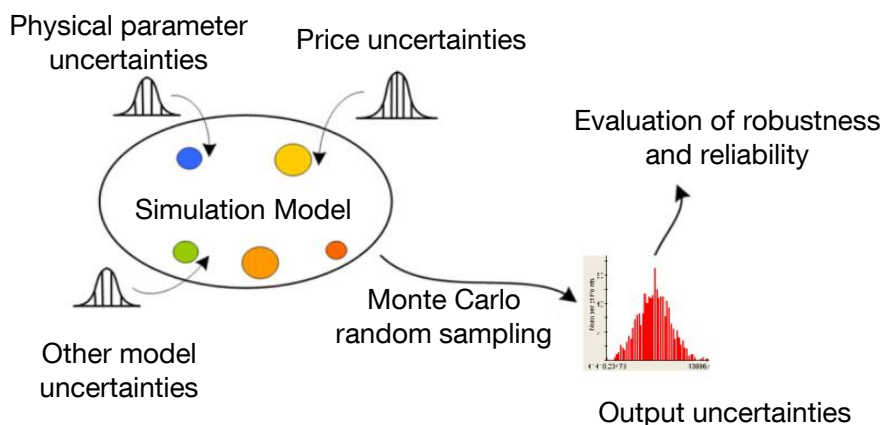 Physical parameter
uncertainties
Price uncertainties
Evaluation of robustness
and reliability
Simulation Model
Monte Carlo
random sampling
Other model
uncertainties
Output uncertainties